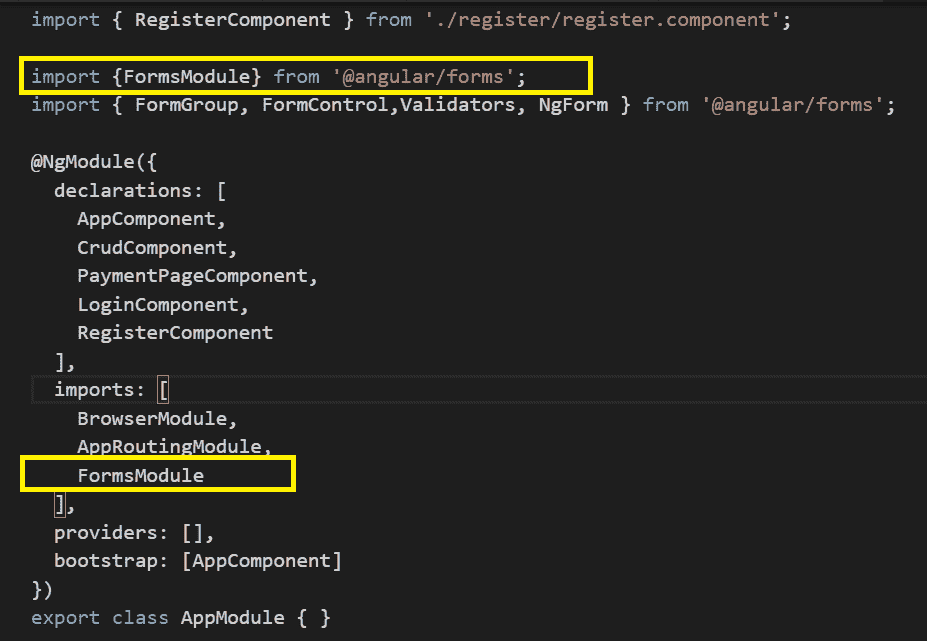 import { RegisterComponent } from './register/register.component';
import {FormsModule} from '@angular/forms';
import { FormGroup, FormControl,Validators, NgForm } from '@angular/forms';
@NgModule({
  declarations: [
    AppComponent,
    CrudComponent,
    PaymentPageComponent,
    LoginComponent,
    RegisterComponent
  ],
  imports: [
    BrowserModule,
    AppRoutingModule,
    FormsModule
  ],
  providers: [],
  bootstrap: [AppComponent]
})
export class AppModule { }